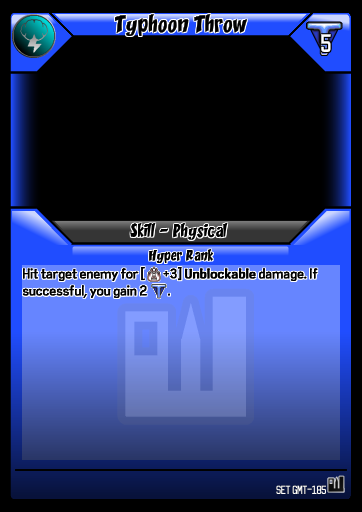 Typhoon Throw
5
Skill - Physical
Hyper Rank
Hit target enemy for [ +3] Unblockable damage. If
successful, you gain 2 .
SET GMT-185